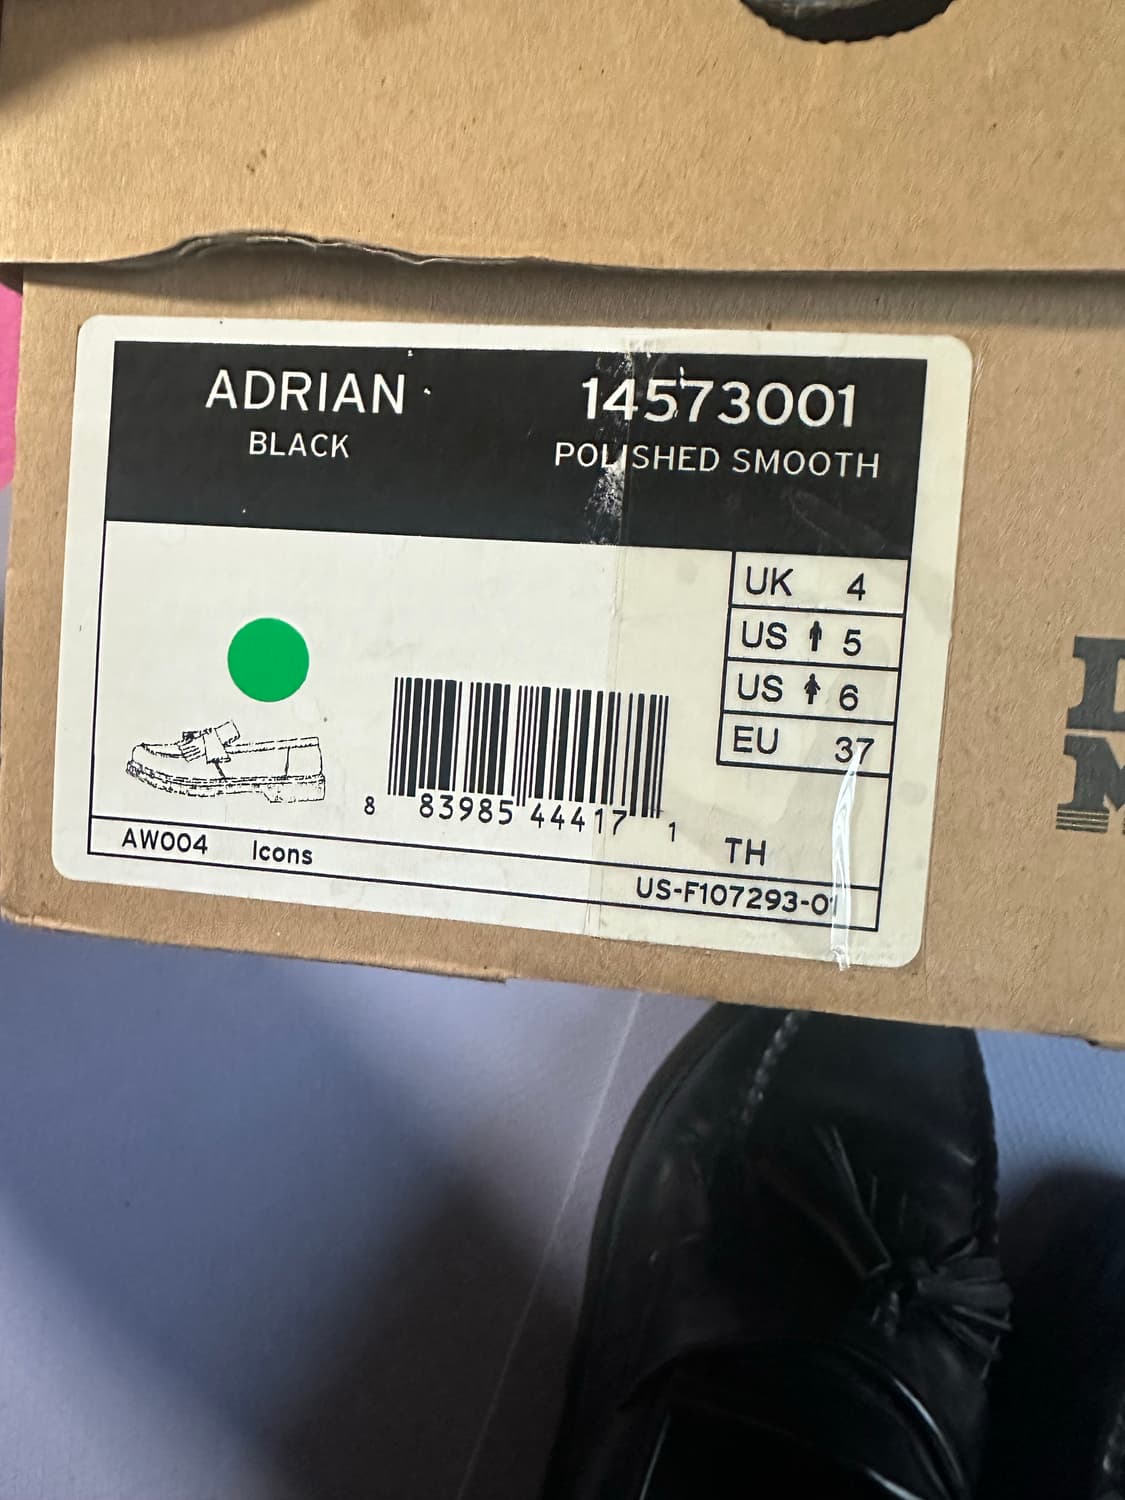 ADRIAN
BLACK
14573001
POLISHED SMOOTH
UK 4
US 5
US 6
EU 37
8 83985 44417 1
TH
AW004 Icons
US-F107293-01